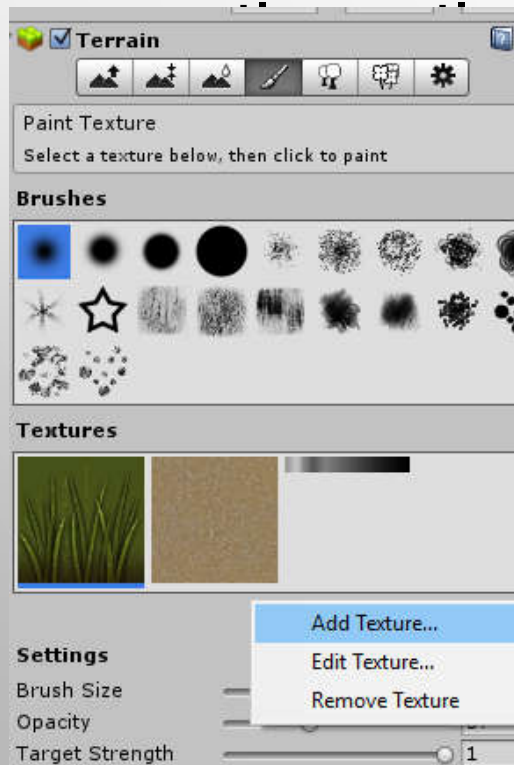 Terrain
Paint Texture
Select a texture below, then click to paint
Brushes
Textures
Add Texture...
Edit Texture...
Remove Texture
Settings
Brush Size
Opacity
Target Strength
1